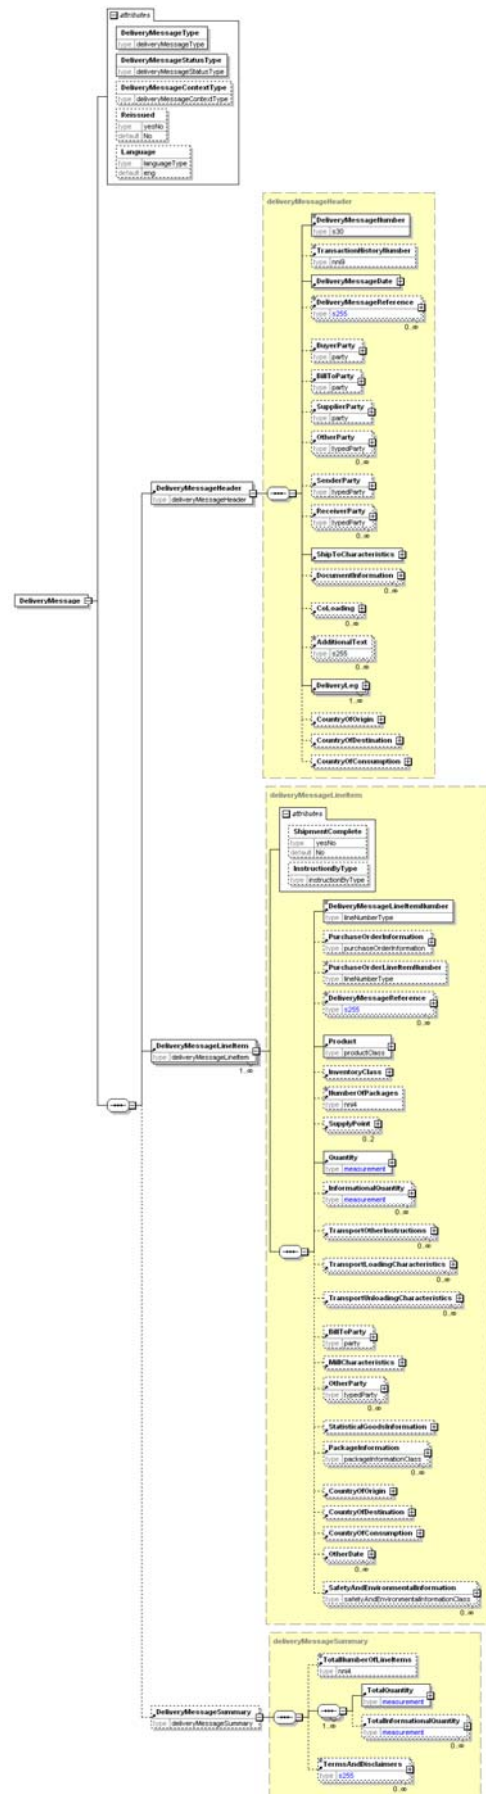 attributes
DeliveryMessageType
type deliveryMessageType
DeliveryMessageStatusType
type deliveryMessageStatusType
DeliveryMessageContextType
type deliveryMessageContextType
Reissued
type yesNo
default No
Language
type languageType
default eng
deliveryMessageHeader
DeliveryMessageNumber
type s30
TransactionHistoryNumber
type nni9
DeliveryMessageDate
DeliveryMessageReference
type s255
0..∞
BuyerParty
type party
BillToParty
type party
SupplierParty
type party
OtherParty
type typedParty
0..∞
SenderParty
type typedParty
ReceiverParty
type typedParty
0..∞
DeliveryMessageHeader
type deliveryMessageHeader
ShipToCharacteristics
DocumentInformation
0..∞
CoLoading
0..∞
AdditionalText
type s255
0..∞
DeliveryLeg
1..∞
CountryOfOrigin
CountryOfDestination
CountryOfConsumption
DeliveryMessage
deliveryMessageLineItem
attributes
ShipmentComplete
type yesNo
default No
InstructionByType
type instructionByType
DeliveryMessageLineItemNumber
type lineNumberType
PurchaseOrderInformation
type purchaseOrderInformation
PurchaseOrderLineItemNumber
type lineNumberType
DeliveryMessageReference
type s255
0..∞
DeliveryMessageLineItem
type deliveryMessageLineItem
1..∞
Product
type productClass
InventoryClass
NumberOfPackages
type nni4
SupplyPoint
0..2
Quantity
type measurement
InformationalQuantity
type measurement
0..∞
TransportOtherInstructions
0..∞
TransportLoadingCharacteristics
0..∞
TransportUnloadingCharacteristics
0..∞
BillToParty
type party
MillCharacteristics
OtherParty
type typedParty
0..∞
StatisticalGoodsInformation
PackageInformation
type packageInformationClass
0..∞
CountryOfOrigin
CountryOfDestination
CountryOfConsumption
OtherDate
0..∞
SafetyAndEnvironmentalInformation
type safetyAndEnvironmentalInformationClass
0..∞
deliveryMessageSummary
TotalNumberOfLineItems
type nni4
DeliveryMessageSummary
type deliveryMessageSummary
TotalQuantity
type measurement
1..∞
TotalInformationalQuantity
type measurement
0..∞
TermsAndDisclaimers
type s255
0..∞